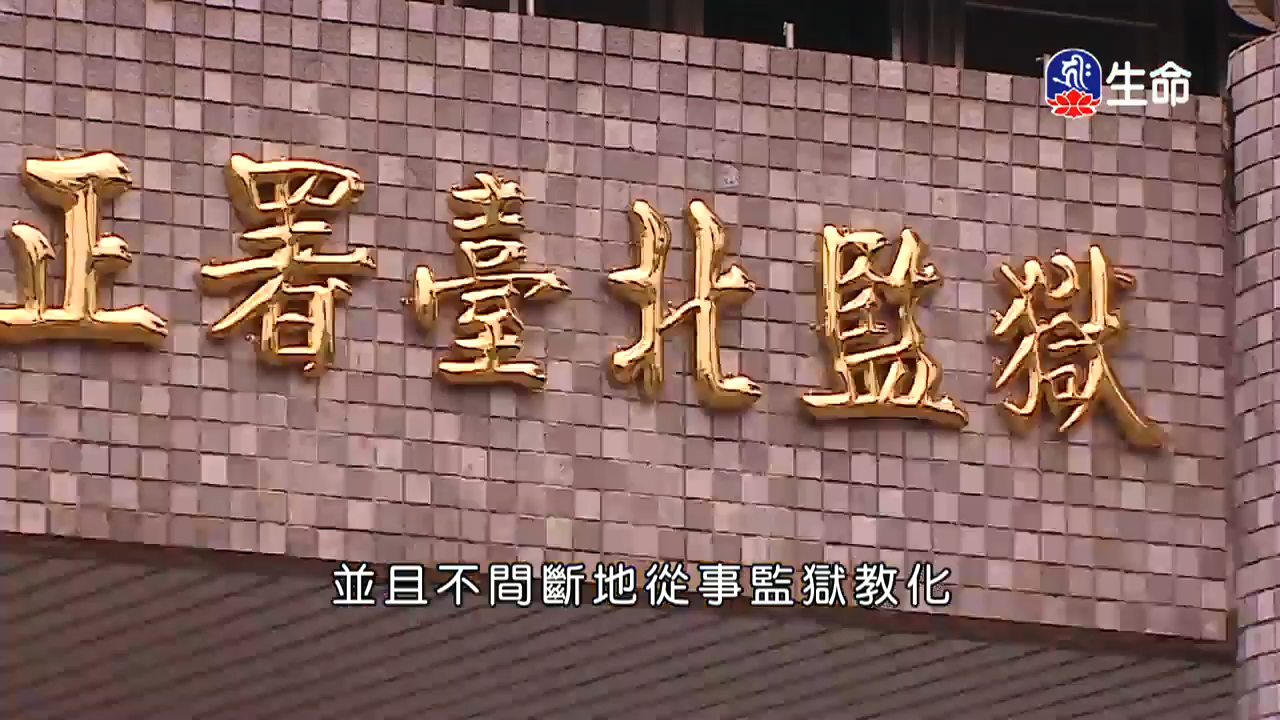 生命
正署臺北監獄
並且不間斷地從事監獄教化